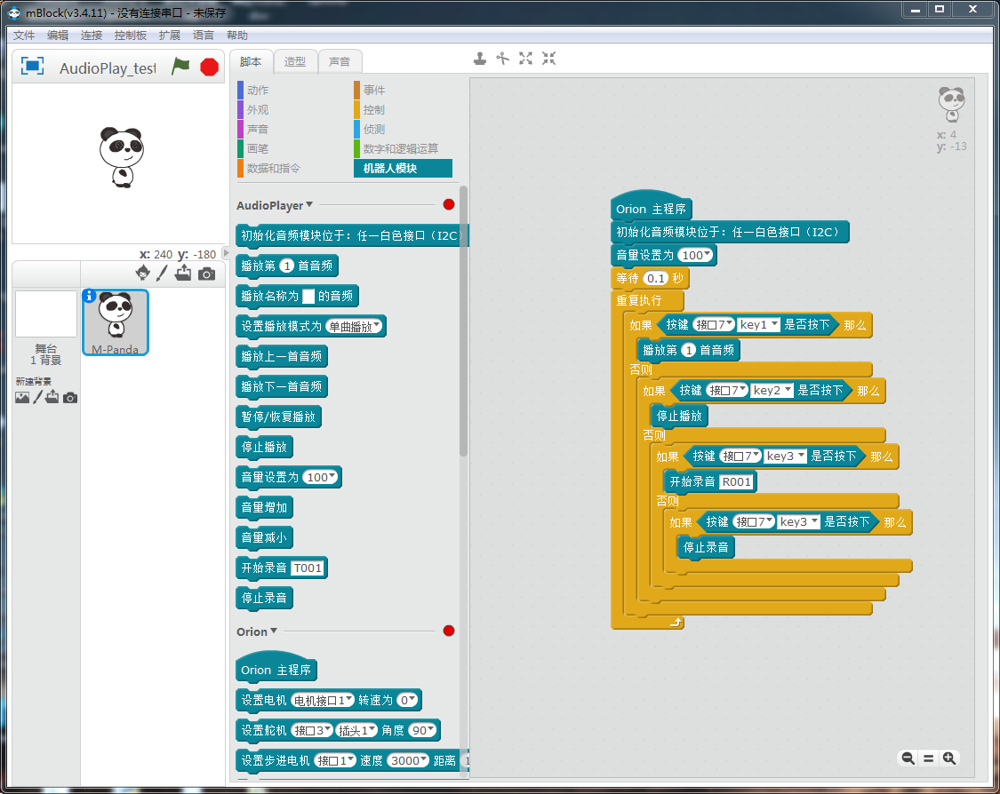 mBlock(v3.4.11) - 没有连接串口 - 未保存
文件 编辑 连接 控制板 扩展 语言 帮助
AudioPlay_test
x: 240 y: -180
M-Panda
舞台
1 背景
新建背景
脚本 造型 声音
动作 事件
外观 控制
声音 侦测
画笔 数字和逻辑运算
数据和指令 机器人模块
AudioPlayer
初始化音频模块位于：任一白色接口（I2C）
播放第 1 首音频
播放名称为 的音频
设置播放模式为 单曲播放
播放上一首音频
播放下一首音频
暂停/恢复播放
停止播放
音量设置为 100
音量增加
音量减小
开始录音 T001
停止录音
Orion
Orion 主程序
设置电机 电机接口1 转速为 0
设置舵机 接口3 插头1 角度 90
设置步进电机 接口1 速度 3000 距离 1
x: 4
y: -13
Orion 主程序
初始化音频模块位于：任一白色接口（I2C）
音量设置为 100
等待 0.1 秒
重复执行
如果 按键 接口7 key1 是否按下 那么
播放第 1 首音频
否则
如果 按键 接口7 key2 是否按下 那么
停止播放
否则
如果 按键 接口7 key3 是否按下 那么
开始录音 R001
否则
如果 按键 接口7 key3 是否按下 那么
停止录音